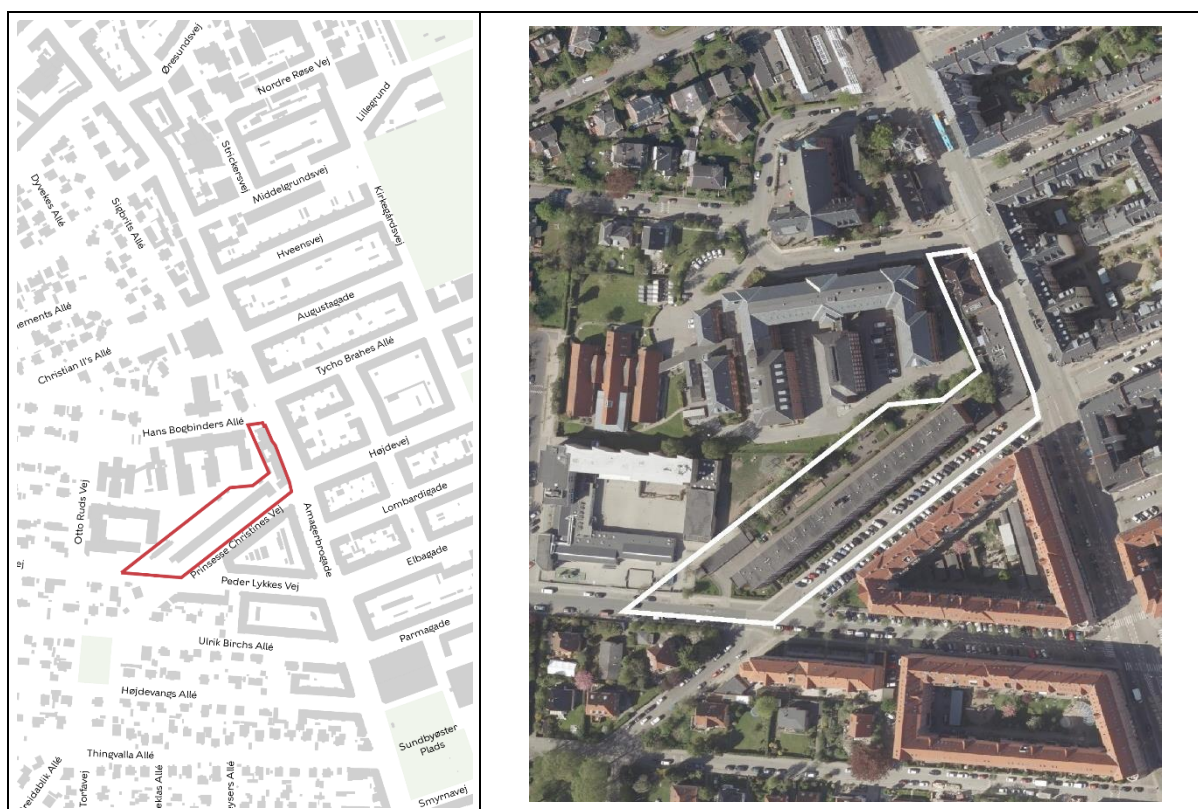 Øresundsvej
Nordre Røse Vej
Lillegrund
Strickersvej
Middelgrundsvej
Dyvekes Allé
Sigbrits Allé
Kirkegårdsvej
Hveensvej
Augustagade
Christian II's Allé
Tycho Brahes Allé
Hans Bogbinders Allé
Højdevej
Otto Ruds Vej
Lombardigade
Amagerbrogade
Prinsesse Christines Vej
Elbagade
Peder Lykkes Vej
Parmagade
Ulrik Birchs Allé
Højdevangs Allé
Sundbyøster
Plads
Thingvalla Allé
Torfavej
Smyrnavej